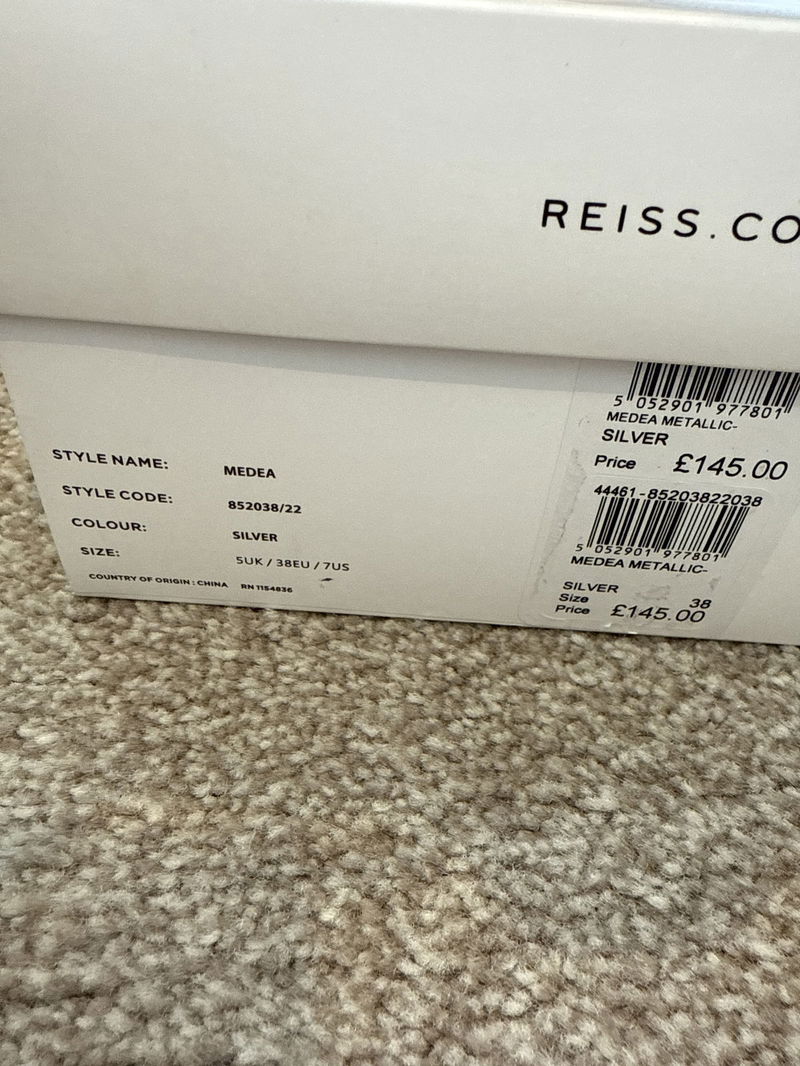 REISS.CO
STYLE NAME: MEDEA
STYLE CODE: 852038/22
COLOUR: SILVER
SIZE: 5UK / 38EU / 7US
COUNTRY OF ORIGIN : CHINA RN 1154836
5 052901 977801
MEDEA METALLIC-
SILVER
Price £145.00
44461-85203822038
5 052901 977801
MEDEA METALLIC-
SILVER
Size 38
Price £145.00